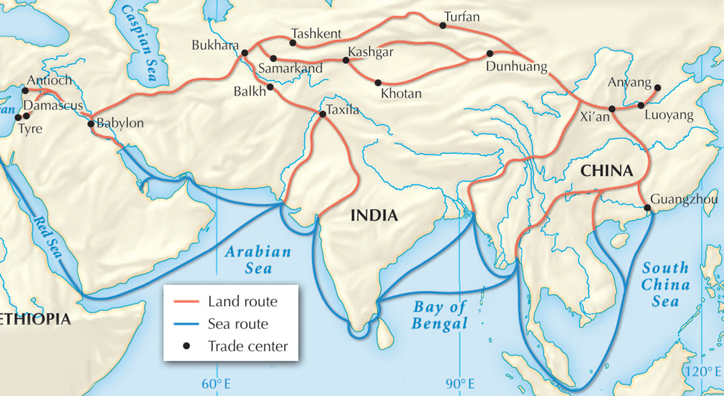 Turfan
Tashkent
Bukhara
Kashgar
Caspian
Sea
Samarkand
Dunhuang
Antioch
Balkh
Khotan
Anyang
Damascus
Taxila
Babylon
Xi'an
Luoyang
Tyre
CHINA
Guangzhou
INDIA
Red Sea
Arabian
Sea
South
China
Sea
Land route
Bay of
Bengal
ETHIOPIA
Sea route
Trade center
60°E
90°E
120°E